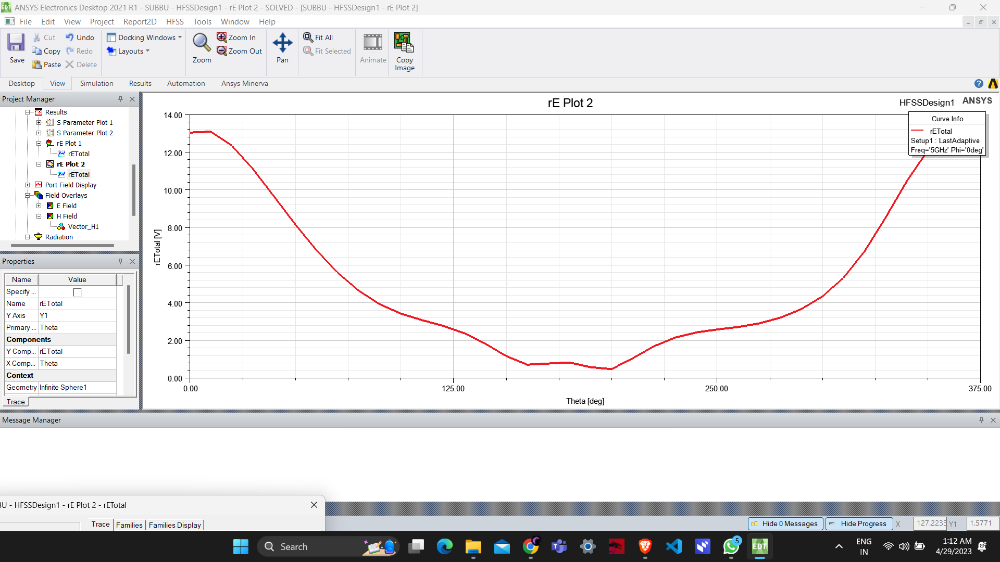 EDT ANSYS Electronics Desktop 2021 R1 - SUBBU - HFSSDesign1 - rE Plot 2 - SOLVED - [SUBBU - HFSSDesign1 - rE Plot 2]
File Edit View Project Report2D HFSS Tools Window Help
Save
Cut
Copy
Paste
Undo
Redo
Delete
Docking Windows
Layouts
Zoom
Zoom In
Zoom Out
Pan
Fit All
Fit Selected
Animate
Copy
Image
Desktop View Simulation Results Automation Ansys Minerva
Project Manager
Results
S Parameter Plot 1
S Parameter Plot 2
rE Plot 1
rETotal
rE Plot 2
rETotal
Port Field Display
Field Overlays
E Field
H Field
Vector_H1
Radiation
Properties
Name Value
Specify ...
Name rETotal
Y Axis Y1
Primary ... Theta
Components
Y Comp... rETotal
X Comp... Theta
Context
Geometry Infinite Sphere1
Trace
rE Plot 2
HFSSDesign1 ANSYS
Curve Info
rETotal
Setup1 : LastAdaptive
Freq='5GHz' Phi='0deg'
14.00
12.00
10.00
8.00
6.00
4.00
2.00
0.00
rETotal [V]
0.00 125.00 250.00 375.00
Theta [deg]
Message Manager
BU - HFSSDesign1 - rE Plot 2 - rETotal
Trace Families Families Display
Hide 0 Messages Hide Progress X 127.223 Y1 1.5771
Search
5
EDT
ENG
IN
1:12 AM
4/29/2023